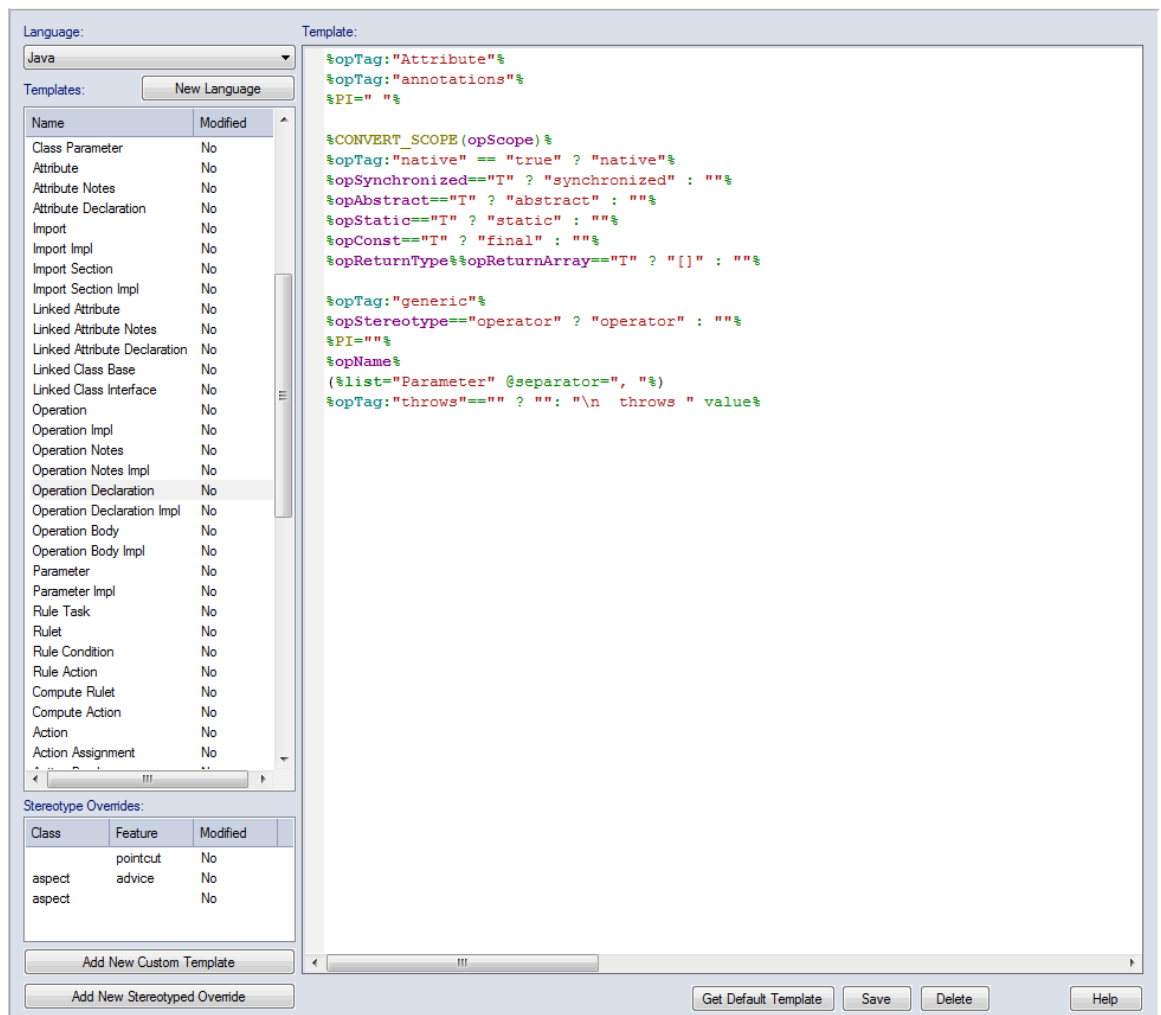 Language:
Java
Templates:
New Language
Name Modified
Class Parameter No
Attribute No
Attribute Notes No
Attribute Declaration No
Import No
Import Impl No
Import Section No
Import Section Impl No
Linked Attribute No
Linked Attribute Notes No
Linked Attribute Declaration No
Linked Class Base No
Linked Class Interface No
Operation No
Operation Impl No
Operation Notes No
Operation Notes Impl No
Operation Declaration No
Operation Declaration Impl No
Operation Body No
Operation Body Impl No
Parameter No
Parameter Impl No
Rule Task No
Rulet No
Rule Condition No
Rule Action No
Compute Rulet No
Compute Action No
Action No
Action Assignment No
Stereotype Overrides:
Class Feature Modified
pointcut No
aspect advice No
aspect No
Add New Custom Template
Add New Stereotyped Override
Template:
%opTag:"Attribute"%
%opTag:"annotations"%
%PI=" "%
%CONVERT_SCOPE(opScope)%
%opTag:"native" == "true" ? "native"%
%opSynchronized=="T" ? "synchronized" : ""%
%opAbstract=="T" ? "abstract" : ""%
%opStatic=="T" ? "static" : ""%
%opConst=="T" ? "final" : ""%
%opReturnType%%opReturnArray=="T" ? "[]" : ""%
%opTag:"generic"%
%opStereotype=="operator" ? "operator" : ""%
%PI=""%
%opName%
(%list="Parameter" @separator=", "%)
%opTag:"throws"=="" ? "": "\n  throws " value%
Get Default Template
Save
Delete
Help